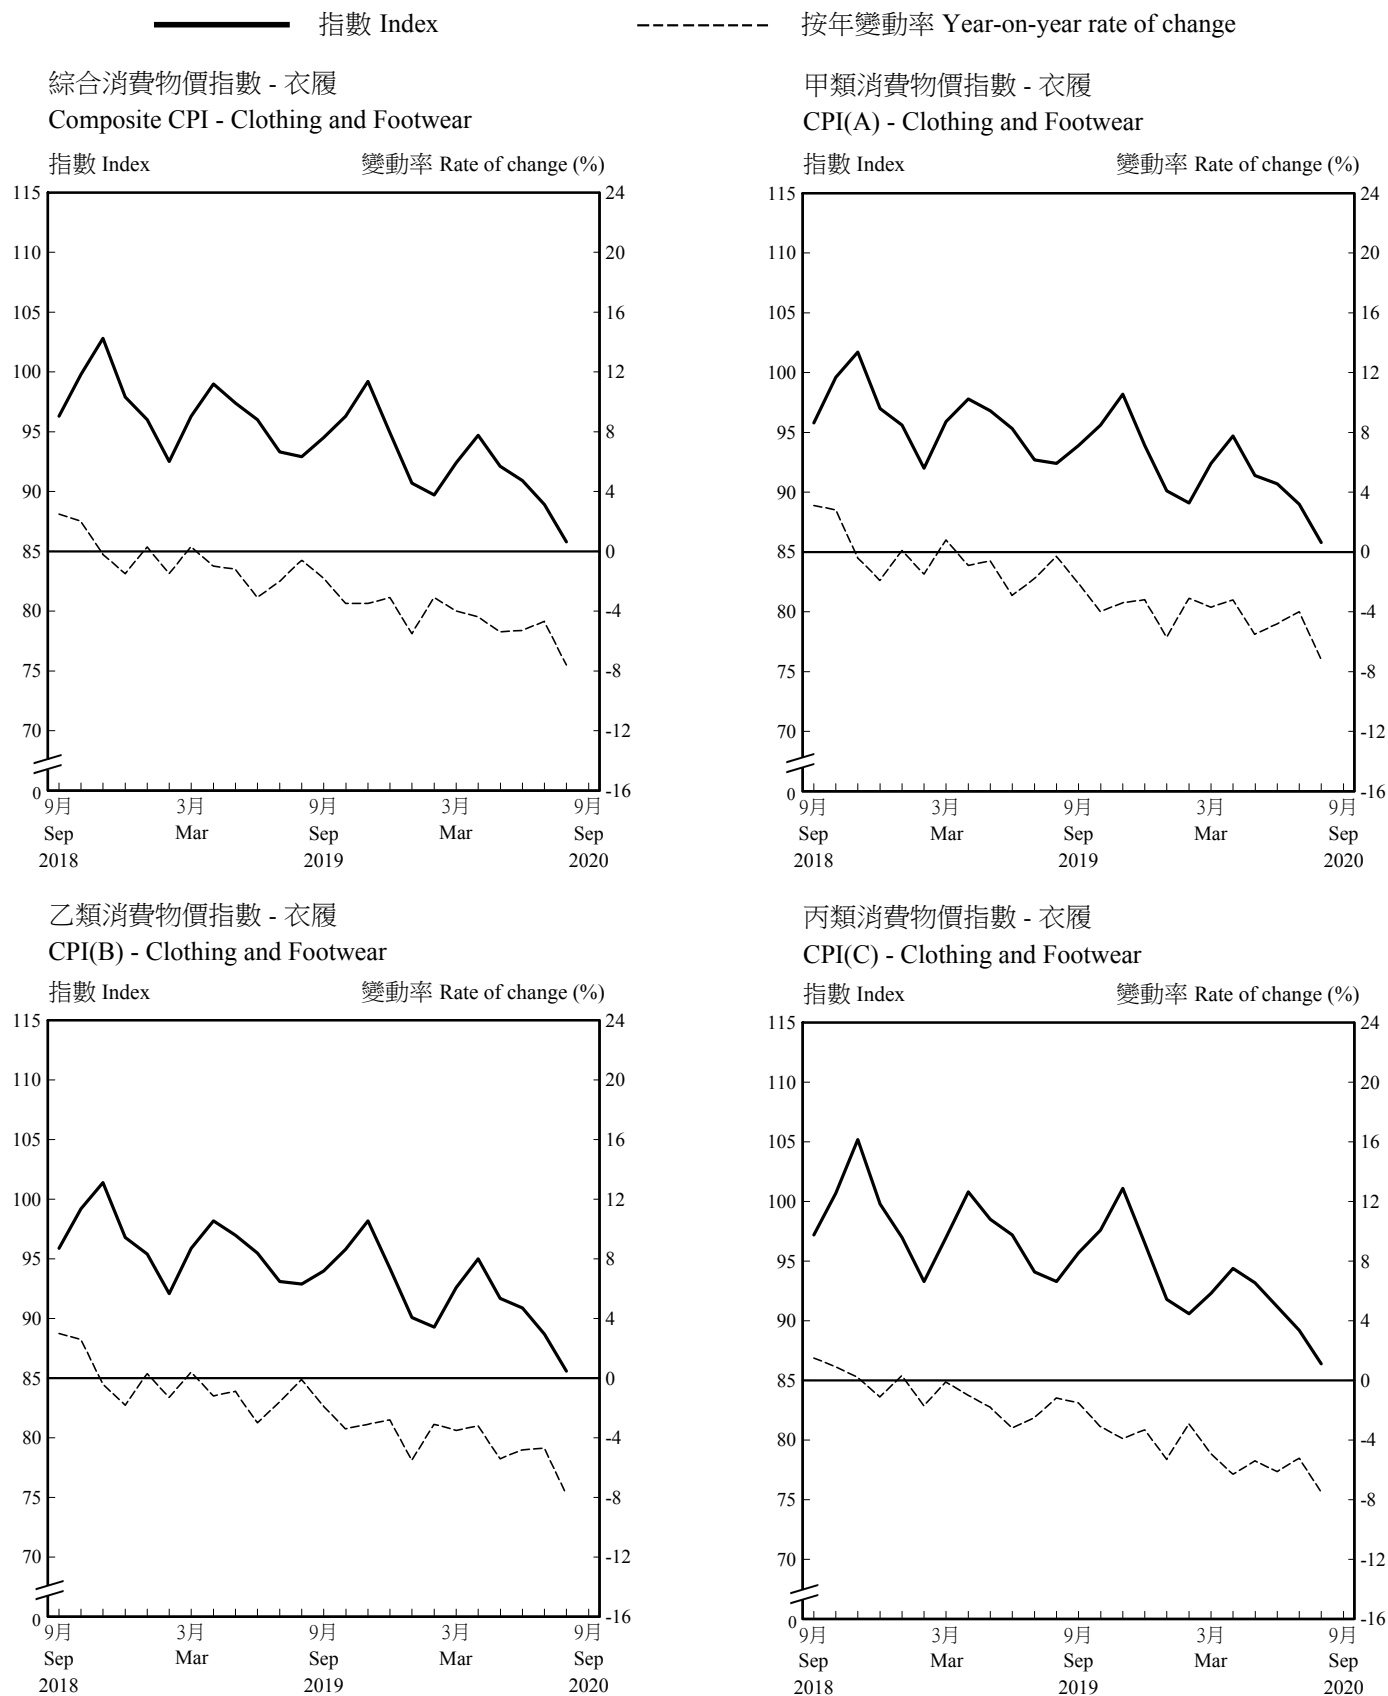 指數 Index
按年變動率 Year-on-year rate of change
綜合消費物價指數 - 衣履
Composite CPI - Clothing and Footwear
指數 Index 變動率 Rate of change (%)
115 24
110 20
105 16
100 12
95 8
90 4
85 0
80 -4
75 -8
70 -12
0 -16
9月 3月 9月 3月 9月
Sep Mar Sep Mar Sep
2018 2019 2020
甲類消費物價指數 - 衣履
CPI(A) - Clothing and Footwear
指數 Index 變動率 Rate of change (%)
115 24
110 20
105 16
100 12
95 8
90 4
85 0
80 -4
75 -8
70 -12
0 -16
9月 3月 9月 3月 9月
Sep Mar Sep Mar Sep
2018 2019 2020
乙類消費物價指數 - 衣履
CPI(B) - Clothing and Footwear
指數 Index 變動率 Rate of change (%)
115 24
110 20
105 16
100 12
95 8
90 4
85 0
80 -4
75 -8
70 -12
0 -16
9月 3月 9月 3月 9月
Sep Mar Sep Mar Sep
2018 2019 2020
丙類消費物價指數 - 衣履
CPI(C) - Clothing and Footwear
指數 Index 變動率 Rate of change (%)
115 24
110 20
105 16
100 12
95 8
90 4
85 0
80 -4
75 -8
70 -12
0 -16
9月 3月 9月 3月 9月
Sep Mar Sep Mar Sep
2018 2019 2020